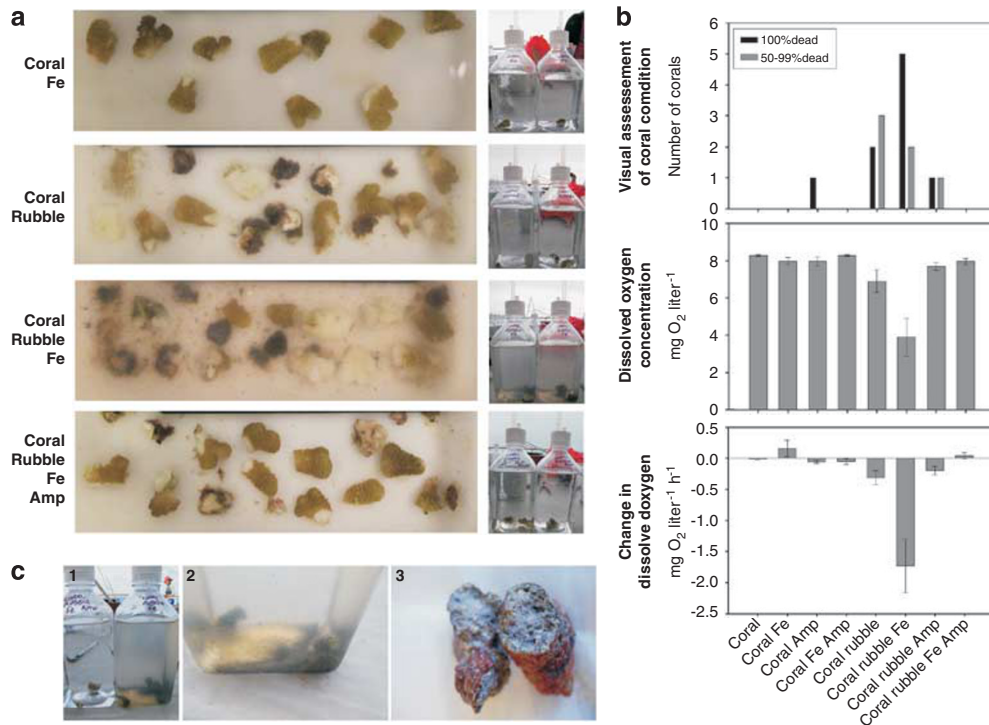 a
Coral
Fe
Coral
Rubble
Coral
Rubble
Fe
Coral
Rubble
Fe
Amp
c
1
2
3
b
Visual assessement
of coral comdition
Number of corals
6
5
4
3
2
1
0
100%dead
50-99%dead
Dissolved oxygen
concentration
mg O₂ liter⁻¹
10
8
6
4
2
0
Change in
dissolve doxygen
mg O₂ liter⁻¹ h⁻¹
0.5
0.0
-0.5
-1.0
-1.5
-2.0
-2.5
Coral
Coral Fe
Coral Amp
Coral Fe Amp
Coral rubble
Coral rubble Fe
Coral rubble Amp
Coral rubble Fe Amp